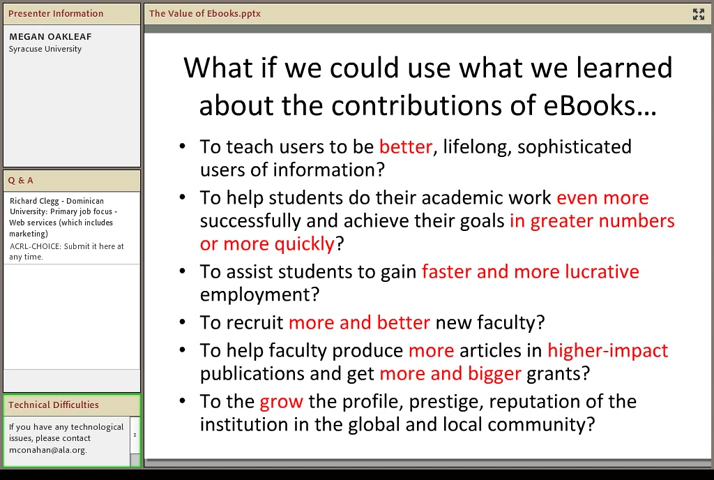 Presenter Information
MEGAN OAKLEAF
Syracuse University
Q & A
Richard Clegg - Dominican
University: Primary job focus -
Web services (which includes
marketing)
ACRL-CHOICE: Submit it here at
any time.
Technical Difficulties
If you have any technological
issues, please contact
mconahan@ala.org.
The Value of Ebooks.pptx
What if we could use what we learned
about the contributions of eBooks…
• To teach users to be better, lifelong, sophisticated
users of information?
• To help students do their academic work even more
successfully and achieve their goals in greater numbers
or more quickly?
• To assist students to gain faster and more lucrative
employment?
• To recruit more and better new faculty?
• To help faculty produce more articles in higher-impact
publications and get more and bigger grants?
• To the grow the profile, prestige, reputation of the
institution in the global and local community?